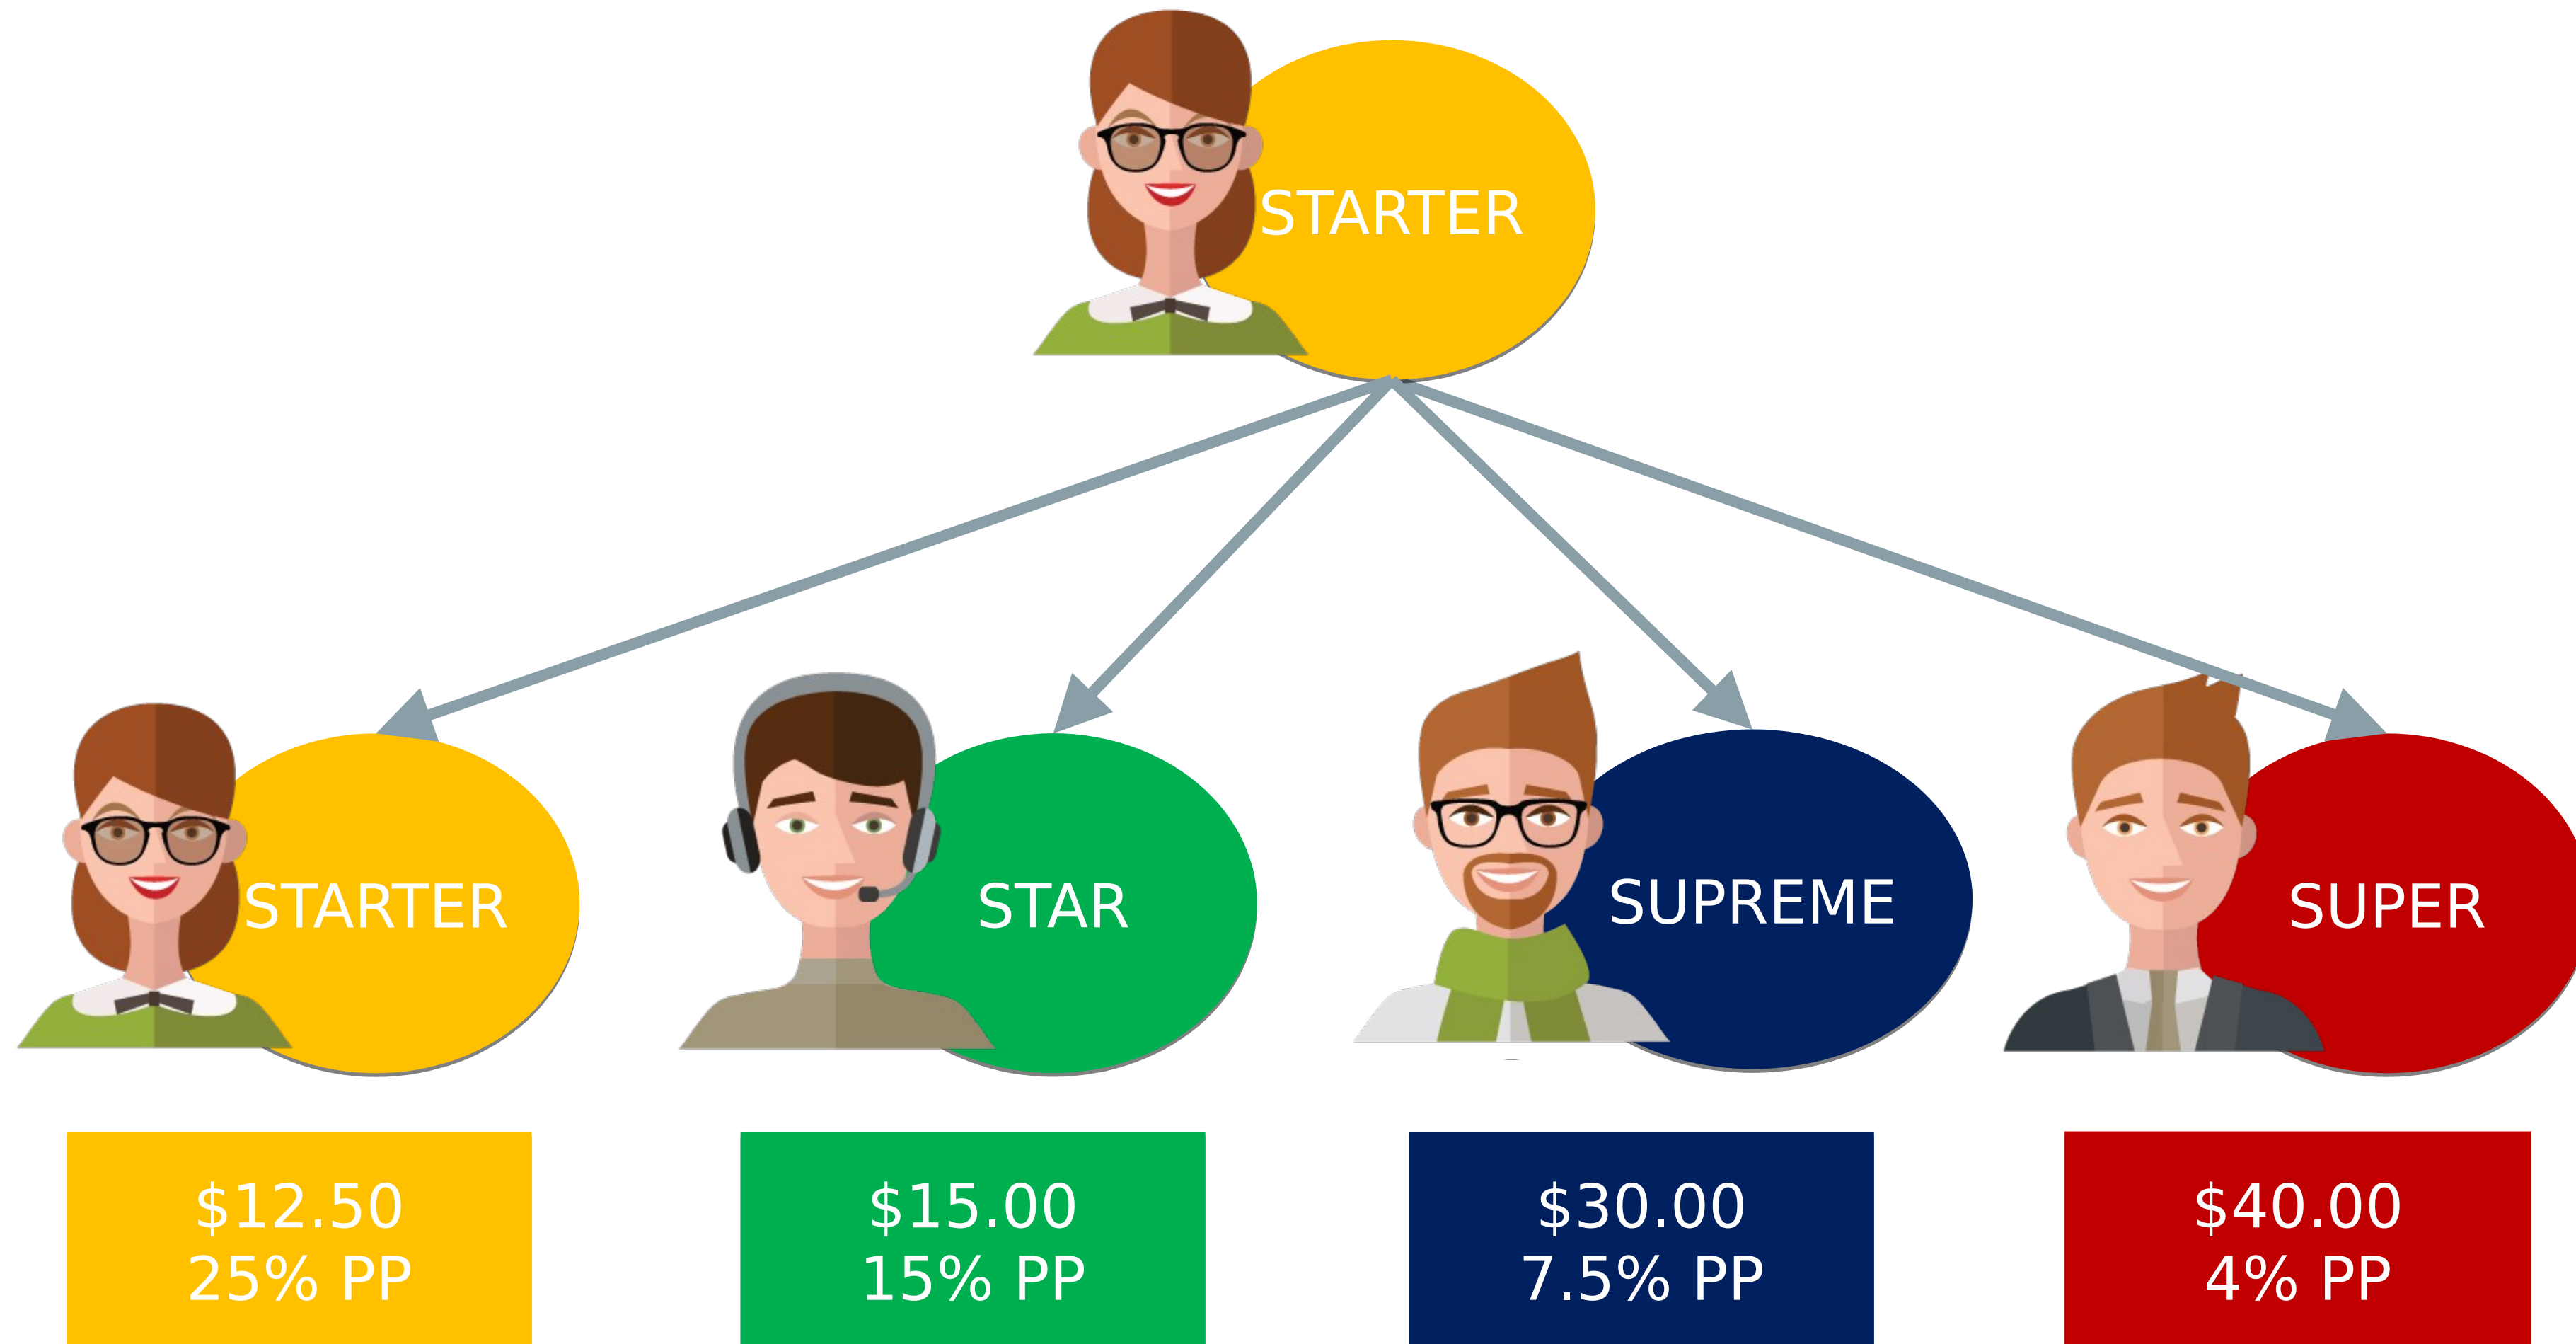 STARTER
STARTER
STAR
SUPREME
SUPER
$12.50
25% PP
$15.00
15% PP
$30.00
7.5% PP
$40.00
4% PP